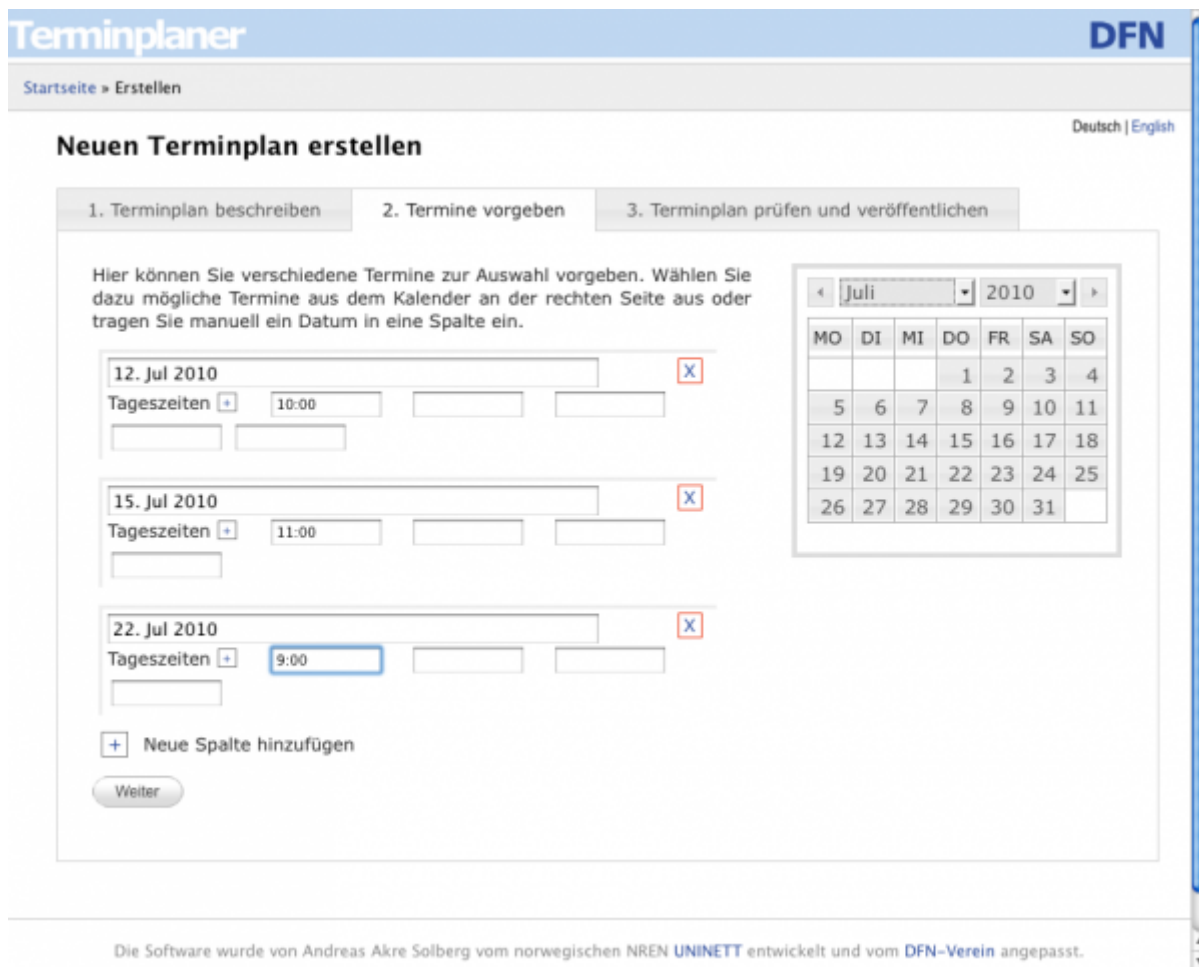 Terminplaner DFN
Startseite » Erstellen
Deutsch | English
Neuen Terminplan erstellen
1. Terminplan beschreiben 2. Termine vorgeben 3. Terminplan prüfen und veröffentlichen
Hier können Sie verschiedene Termine zur Auswahl vorgeben. Wählen Sie
dazu mögliche Termine aus dem Kalender an der rechten Seite aus oder
tragen Sie manuell ein Datum in eine Spalte ein.
12. Jul 2010 X
Tageszeiten + 10:00
15. Jul 2010 X
Tageszeiten + 11:00
22. Jul 2010 X
Tageszeiten + 9:00
+ Neue Spalte hinzufügen
Weiter
Juli 2010
MO DI MI DO FR SA SO
1 2 3 4
5 6 7 8 9 10 11
12 13 14 15 16 17 18
19 20 21 22 23 24 25
26 27 28 29 30 31
Die Software wurde von Andreas Akre Solberg vom norwegischen NREN UNINETT entwickelt und vom DFN-Verein angepasst.